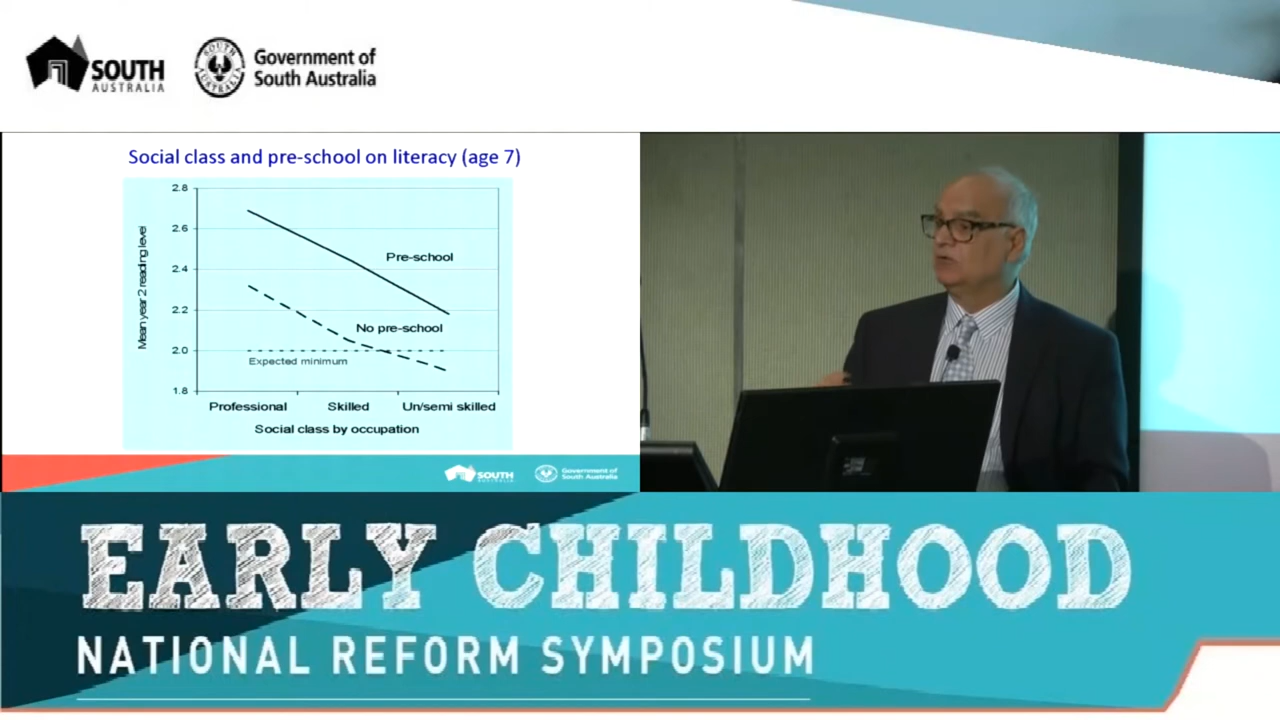 SOUTH
AUSTRALIA
Government of
South Australia
Social class and pre-school on literacy (age 7)
2.8
2.6
2.4
2.2
2.0
1.8
Mean year 2 reading level
Pre-school
No pre-school
Expected minimum
Professional Skilled Un/semi skilled
Social class by occupation
SOUTH
AUSTRALIA
Government of
South Australia
EARLY CHILDHOOD
NATIONAL REFORM SYMPOSIUM